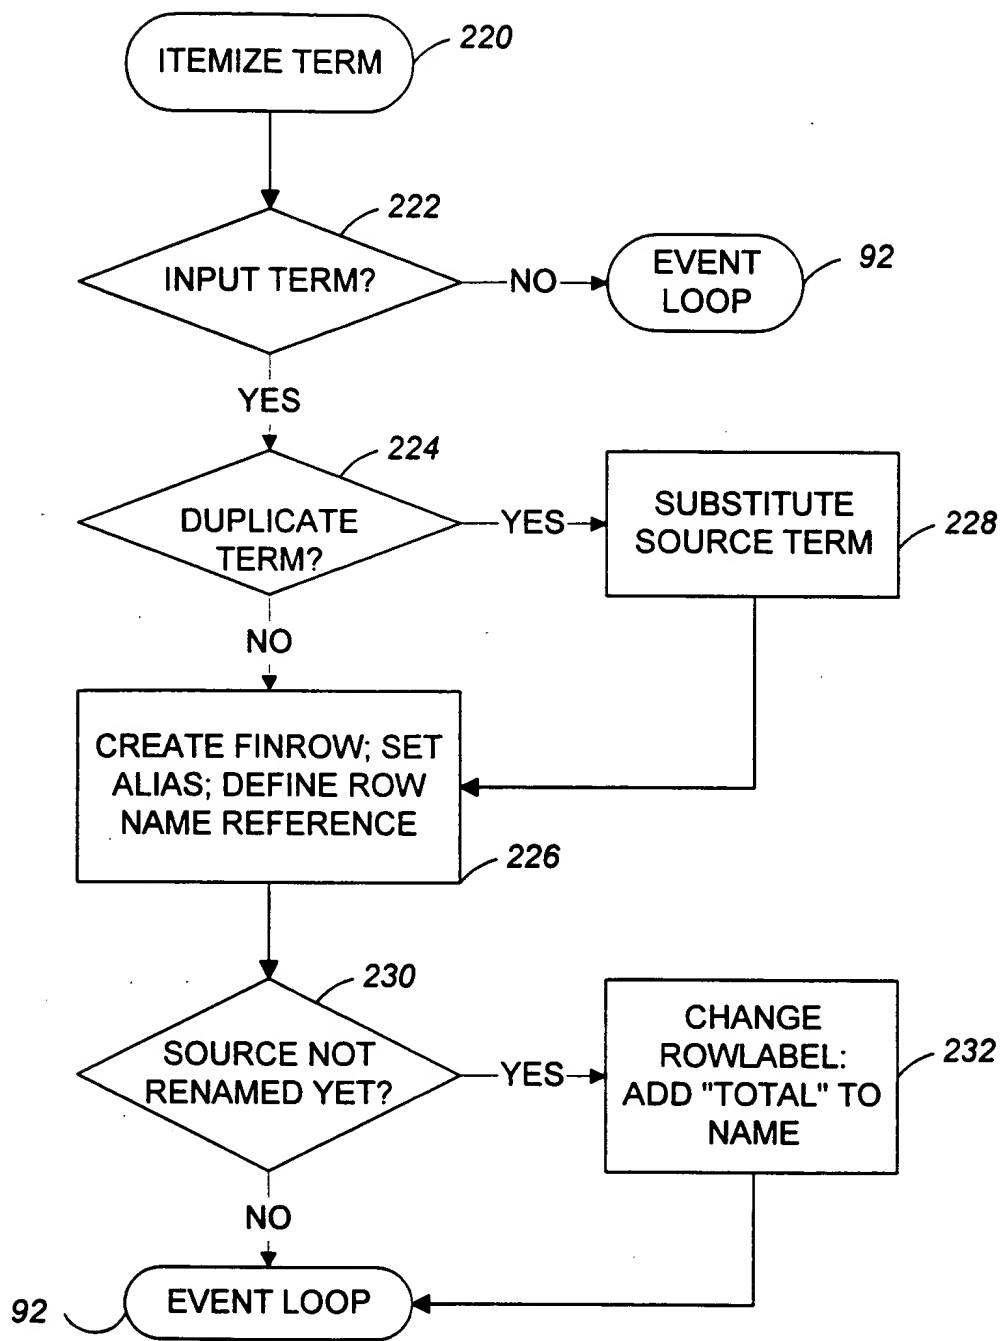 ITEMIZE TERM
220
222
INPUT TERM?
NO
EVENT
LOOP
92
YES
224
DUPLICATE
TERM?
YES
SUBSTITUTE
SOURCE TERM
228
NO
CREATE FINROW; SET
ALIAS; DEFINE ROW
NAME REFERENCE
226
230
SOURCE NOT
RENAMED YET?
YES
CHANGE
ROWLABEL:
ADD "TOTAL" TO
NAME
232
NO
EVENT LOOP
92